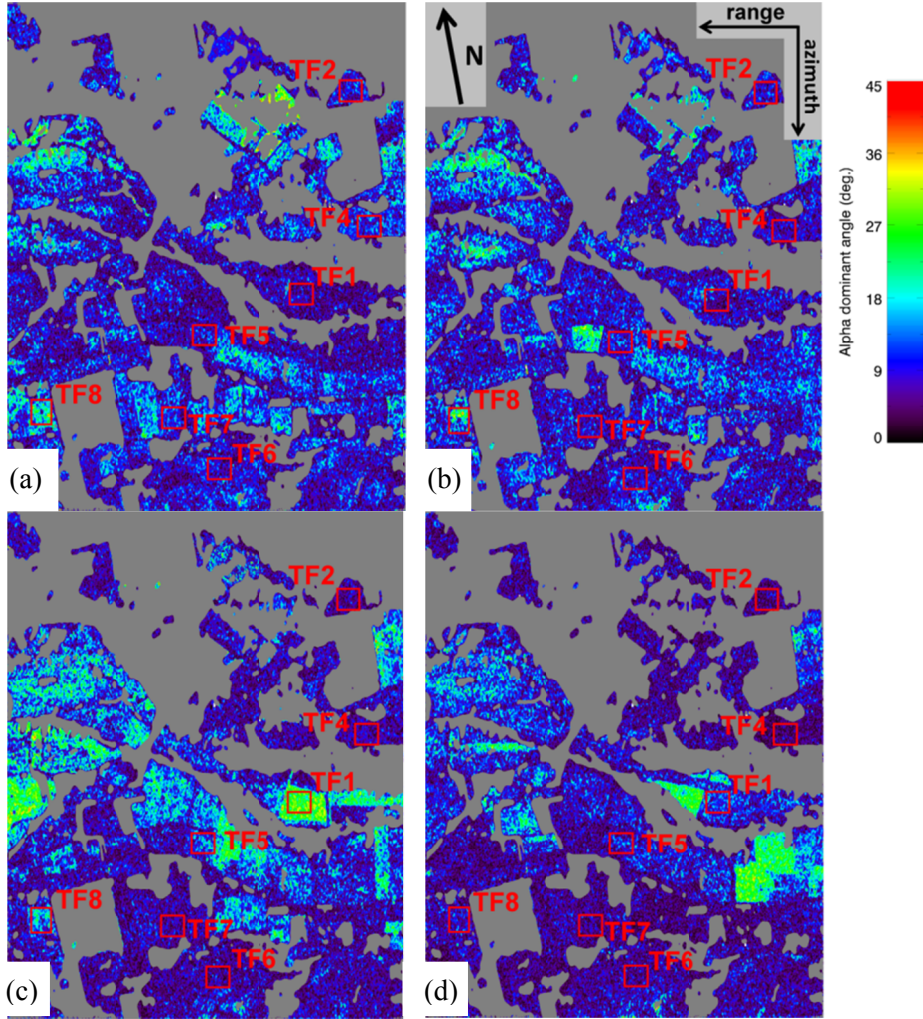 TF2
TF4
TF1
TF5
TF8
TF7
TF6
(a)
N
range
azimuth
TF2
TF4
TF1
TF5
TF8
TF7
TF6
(b)
45
36
27
18
9
0
Alpha dominant angle (deg.)
TF2
TF4
TF1
TF5
TF8
TF7
TF6
(c)
TF2
TF4
TF1
TF5
TF8
TF7
TF6
(d)